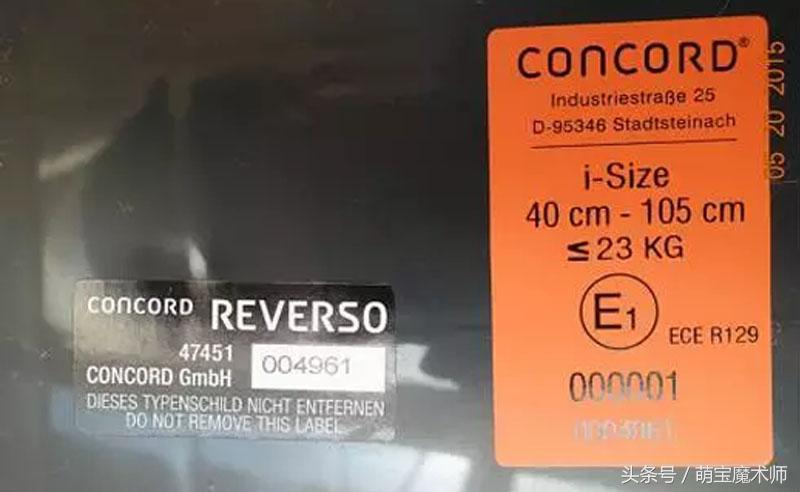 CONCORD®
Industriestraße 25
D-95346 Stadtsteinach
i-Size
40 cm - 105 cm
≤ 23 KG
E1
ECE R129
000001
0004961
05 20 2015
CONCORD REVERSO
47451
004961
CONCORD GmbH
DIESES TYPENSCHILD NICHT ENTFERNEN
DO NOT REMOVE THIS LABEL
头条号 / 萌宝魔术师